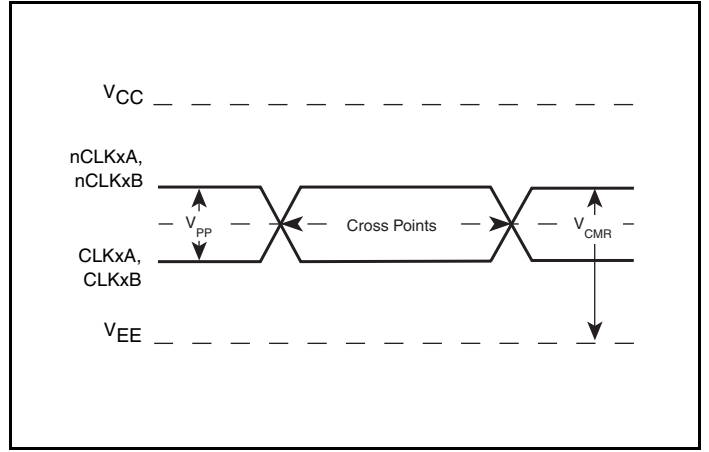 VCC
nCLKxA,
nCLKxB
VPP
Cross Points
VCMR
CLKxA,
CLKxB
VEE